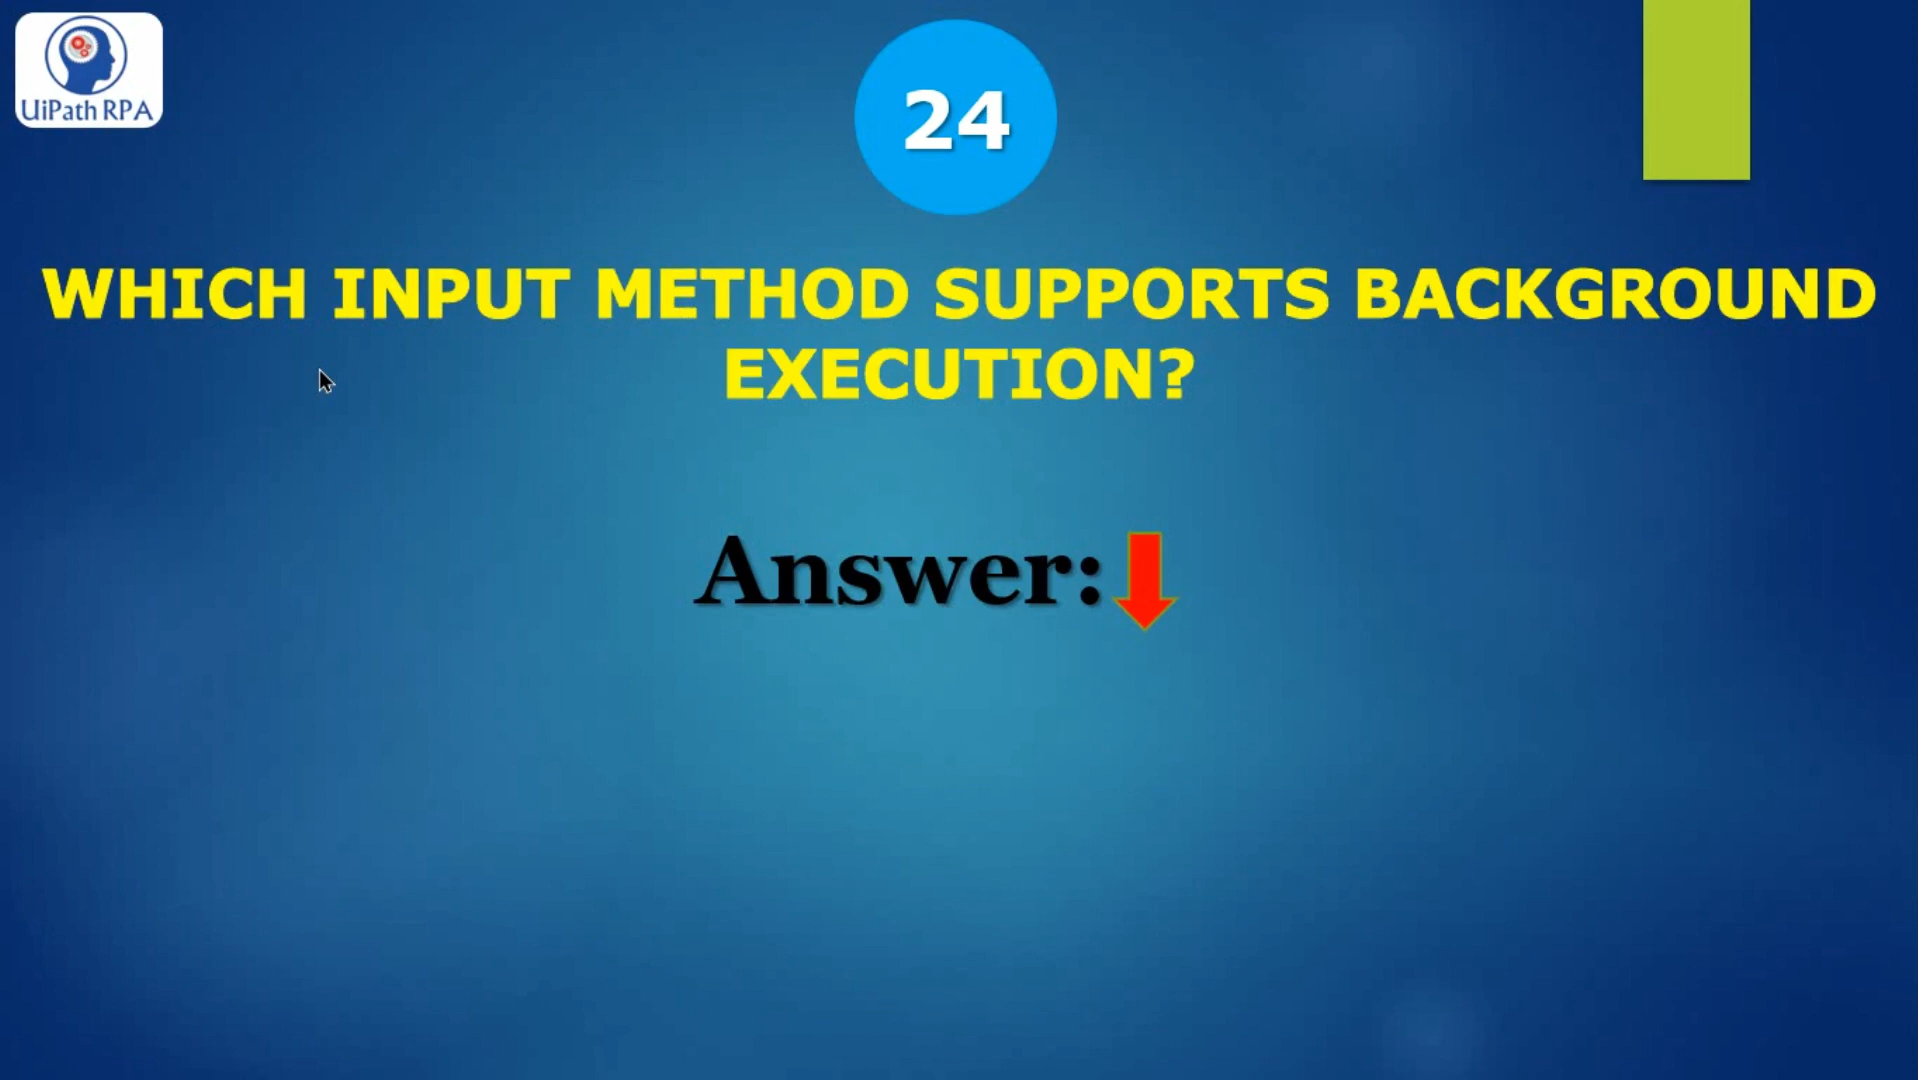 UiPath RPA
24
WHICH INPUT METHOD SUPPORTS BACKGROUND
EXECUTION?
Answer: